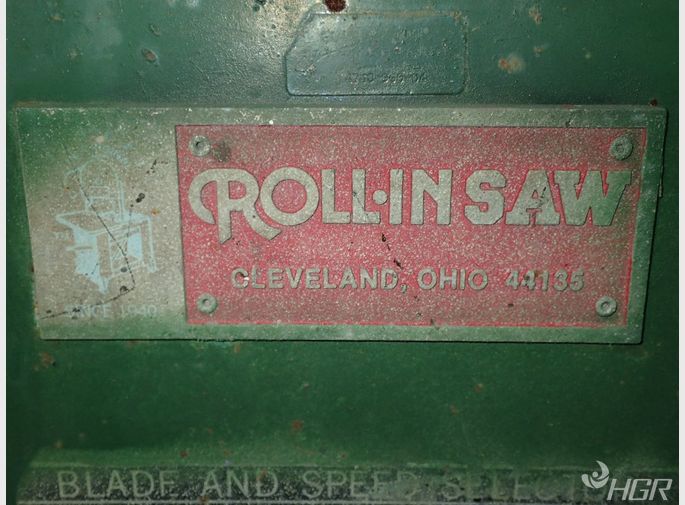 ROLL·IN SAW
CLEVELAND, OHIO 44135
SINCE 1940
BLADE AND SPEED SELECT
HGR